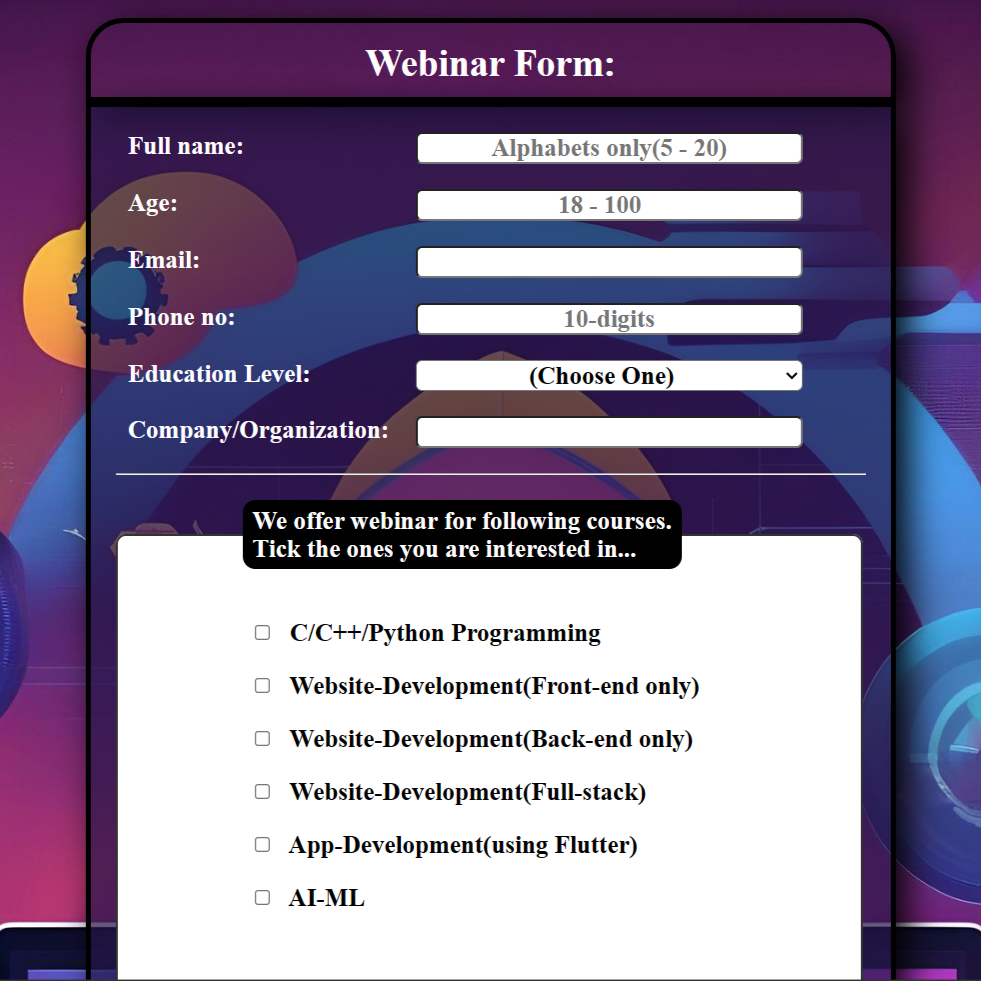 Webinar Form:
Full name:
Alphabets only(5 - 20)
Age:
18 - 100
Email:
Phone no:
10-digits
Education Level:
(Choose One)
Company/Organization:
We offer webinar for following courses.
Tick the ones you are interested in...
C/C++/Python Programming
Website-Development(Front-end only)
Website-Development(Back-end only)
Website-Development(Full-stack)
App-Development(using Flutter)
AI-ML